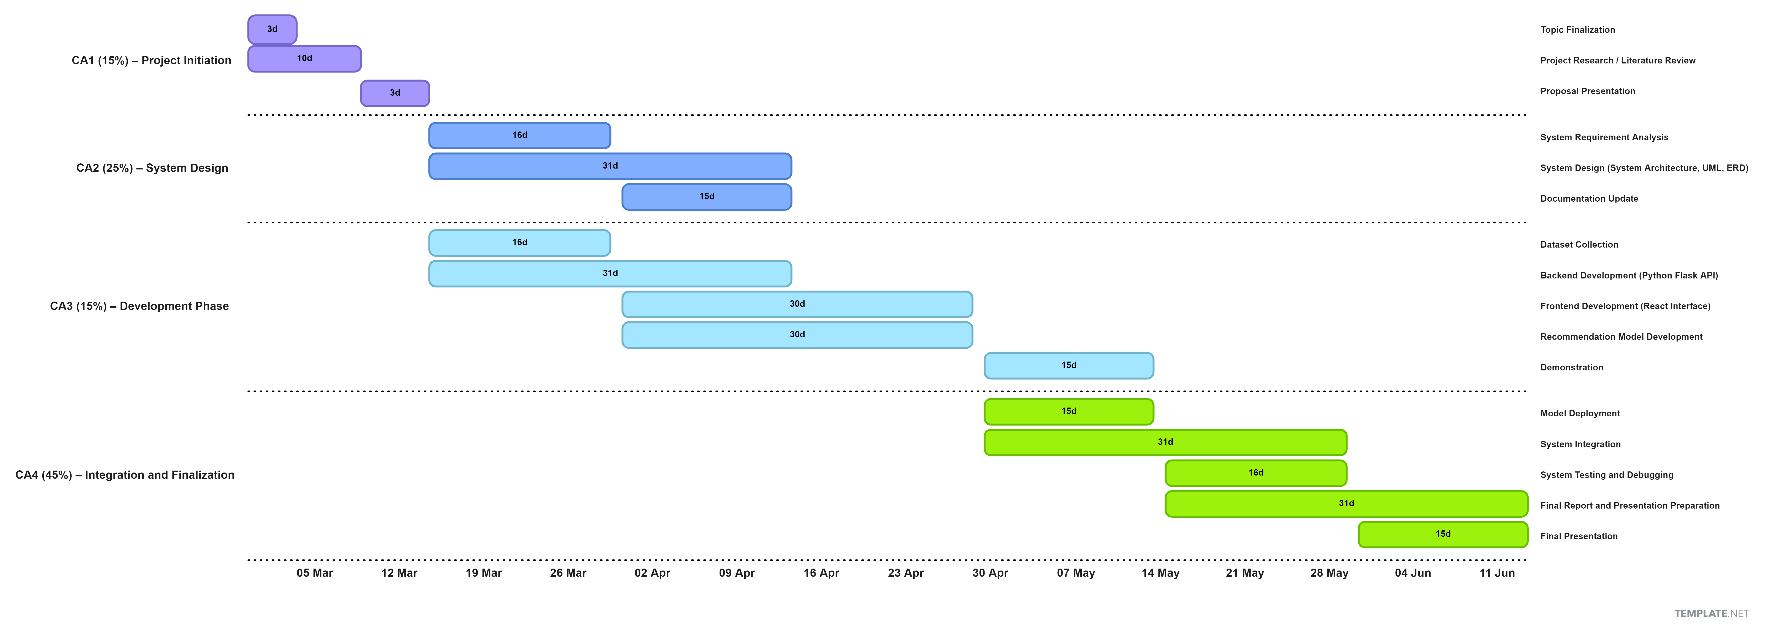 3d
Topic Finalization
CA1 (15%) – Project Initiation
10d
Project Research / Literature Review
3d
Proposal Presentation
16d
System Requirement Analysis
CA2 (25%) – System Design
31d
System Design (System Architecture, UML, ERD)
15d
Documentation Update
16d
Dataset Collection
31d
Backend Development (Python Flask API)
CA3 (15%) – Development Phase
30d
Frontend Development (React Interface)
30d
Recommendation Model Development
15d
Demonstration
15d
Model Deployment
31d
System Integration
CA4 (45%) – Integration and Finalization
16d
System Testing and Debugging
31d
Final Report and Presentation Preparation
15d
Final Presentation
05 Mar 12 Mar 19 Mar 26 Mar 02 Apr 09 Apr 16 Apr 23 Apr 30 Apr 07 May 14 May 21 May 28 May 04 Jun 11 Jun
TEMPLATE.NET